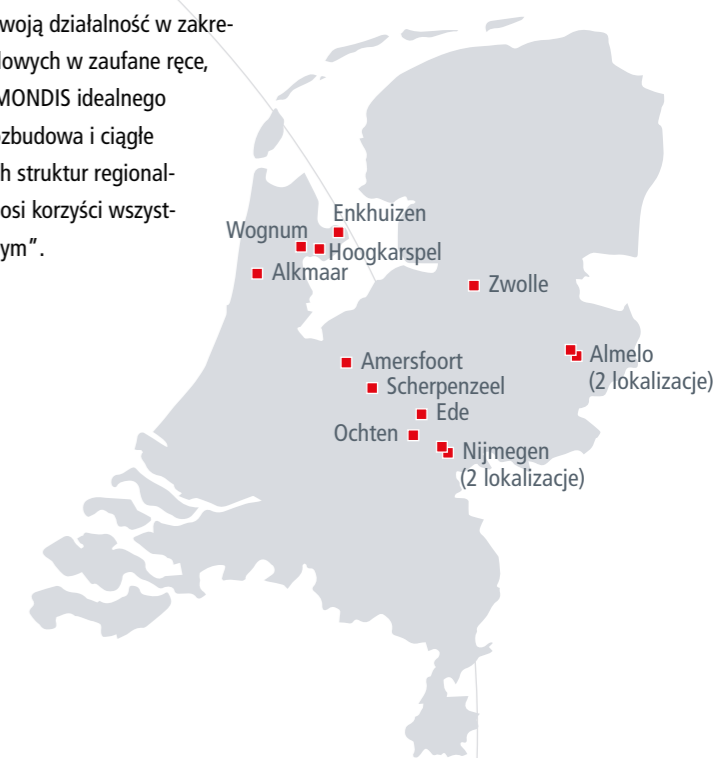 woją działalność w zakre-
lowych w zaufane ręce,
MONDIS idealnego
ozbudowa i ciągłe
h struktur regional-
osi korzyści wszyst-
ym”.
Enkhuizen
Wognum
Hoogkarspel
Alkmaar
Zwolle
Almelo
(2 lokalizacje)
Amersfoort
Scherpenzeel
Ede
Ochten
Nijmegen
(2 lokalizacje)